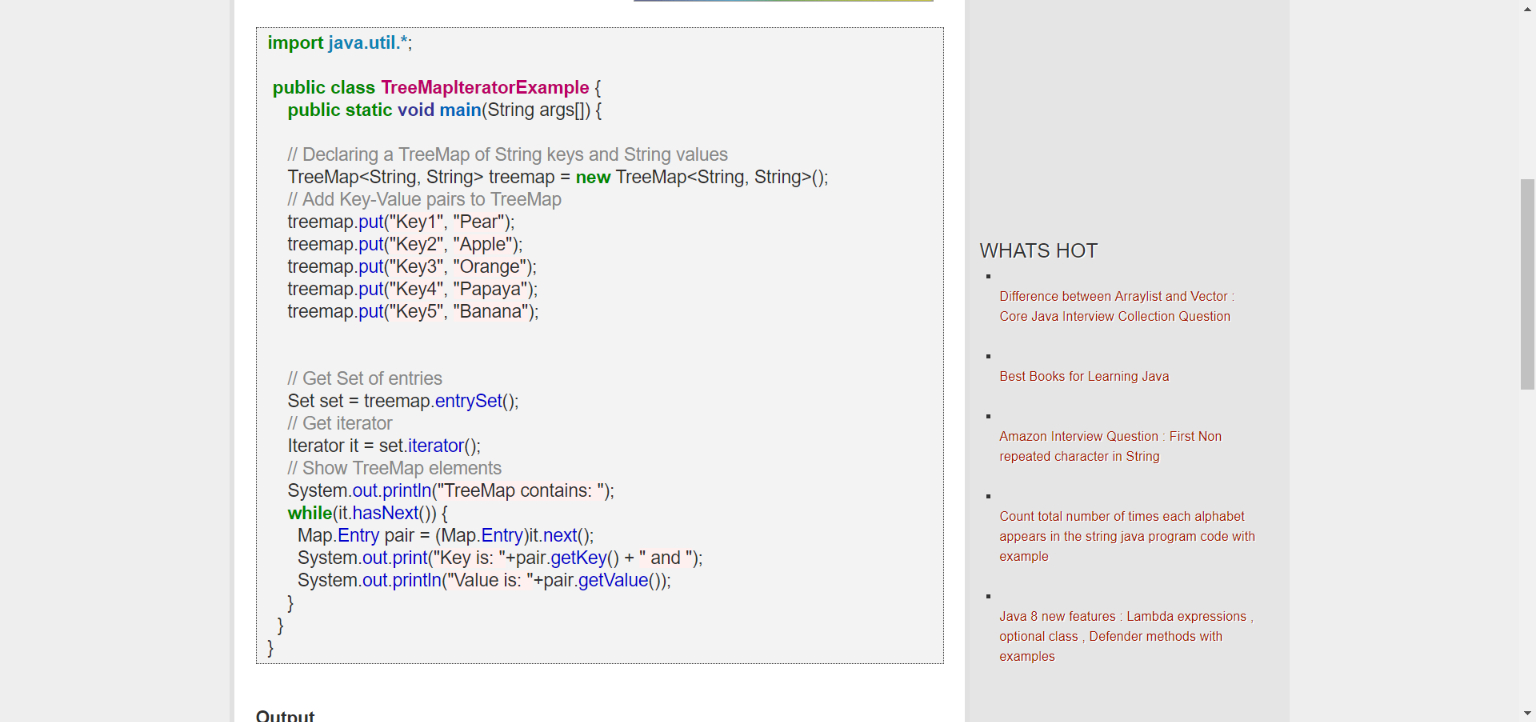 import java.util.*;
public class TreeMapIteratorExample {
public static void main(String args[]) {
// Declaring a TreeMap of String keys and String values
TreeMap<String, String> treemap = new TreeMap<String, String>();
// Add Key-Value pairs to TreeMap
treemap.put("Key1", "Pear");
treemap.put("Key2", "Apple");
treemap.put("Key3", "Orange");
treemap.put("Key4", "Papaya");
treemap.put("Key5", "Banana");
// Get Set of entries
Set set = treemap.entrySet();
// Get iterator
Iterator it = set.iterator();
// Show TreeMap elements
System.out.println("TreeMap contains: ");
while(it.hasNext()) {
Map.Entry pair = (Map.Entry)it.next();
System.out.print("Key is: "+pair.getKey() + " and ");
System.out.println("Value is: "+pair.getValue());
}
}
}
Output
WHATS HOT
Difference between Arraylist and Vector :
Core Java Interview Collection Question
Best Books for Learning Java
Amazon Interview Question : First Non
repeated character in String
Count total number of times each alphabet
appears in the string java program code with
example
Java 8 new features : Lambda expressions ,
optional class , Defender methods with
examples